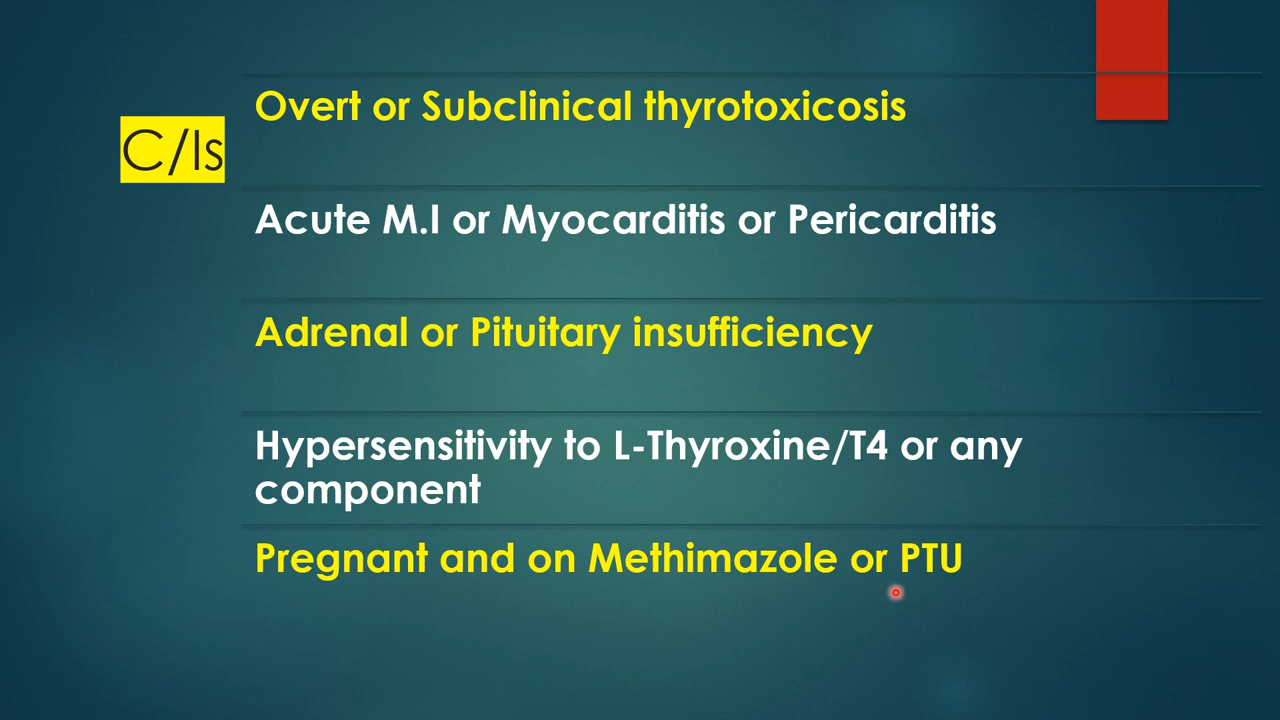 C/Is
Overt or Subclinical thyrotoxicosis
Acute M.I or Myocarditis or Pericarditis
Adrenal or Pituitary insufficiency
Hypersensitivity to L-Thyroxine/T4 or any
component
Pregnant and on Methimazole or PTU